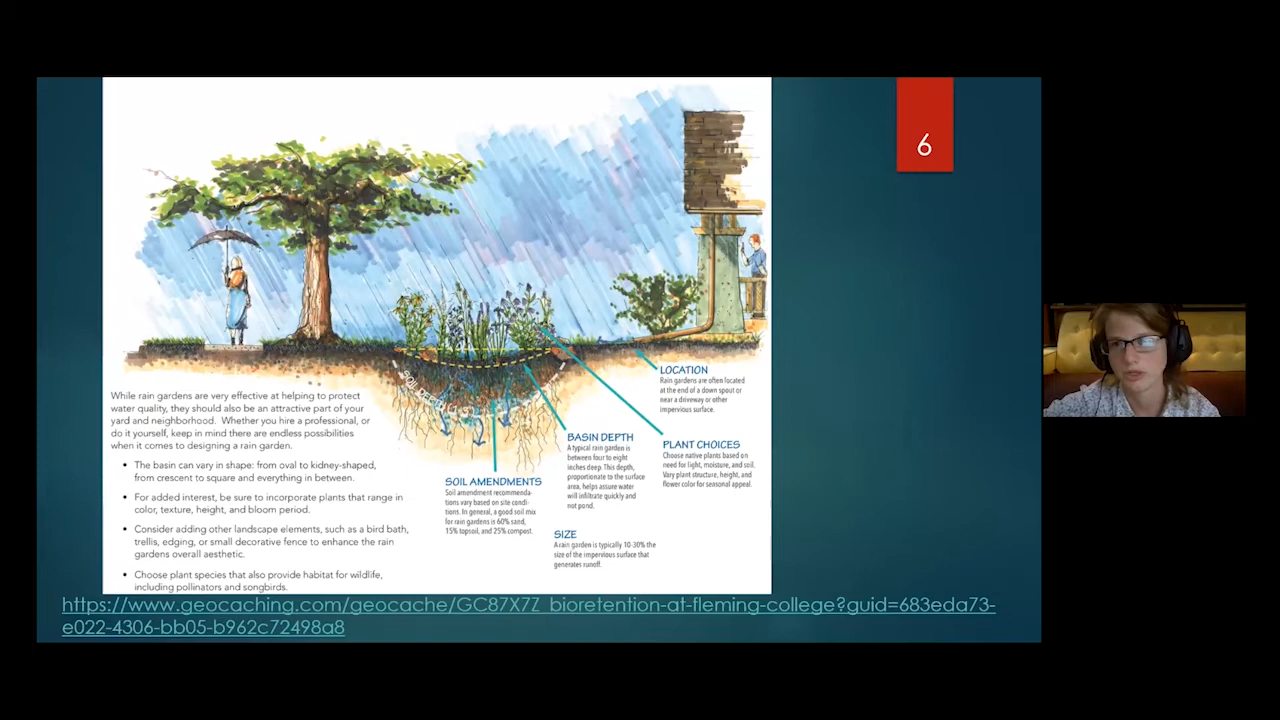 6
While rain gardens are very effective at helping to protect
water quality, they should also be an attractive part of your
yard and neighborhood. Whether you hire a professional, or
do it yourself, keep in mind there are endless possibilities
when it comes to designing a rain garden.
• The basin can vary in shape: from oval to kidney-shaped,
from crescent to square and everything in between.
• For added interest, be sure to incorporate plants that range in
color, texture, height, and bloom period.
• Consider adding other landscape elements, such as a bird bath,
trellis, edging, or small decorative fence to enhance the rain
gardens overall aesthetic.
• Choose plant species that also provide habitat for wildlife,
including pollinators and songbirds.
SOIL
SOIL AMENDMENTS
Soil amendment recommenda-
tions vary based on site condi-
tions. In general, a good soil mix
for rain gardens is 60% sand,
15% topsoil, and 25% compost.
BASIN DEPTH
A typical rain garden is
between four to eight
inches deep. This depth,
proportionate to the surface
area, helps assure water
will infiltrate quickly and
not pond.
SIZE
A rain garden is typically 10-30% the
size of the impervious surface that
generates runoff.
LOCATION
Rain gardens are often located
at the end of a down spout or
near a driveway or other
impervious surface.
PLANT CHOICES
Choose native plants based on
need for light, moisture, and soil.
Vary plant structure, height, and
flower color for seasonal appeal.
https://www.geocaching.com/geocache/GC87X7Z_bioretention-at-fleming-college?guid=683eda73-
e022-4306-bb05-b962c72498a8